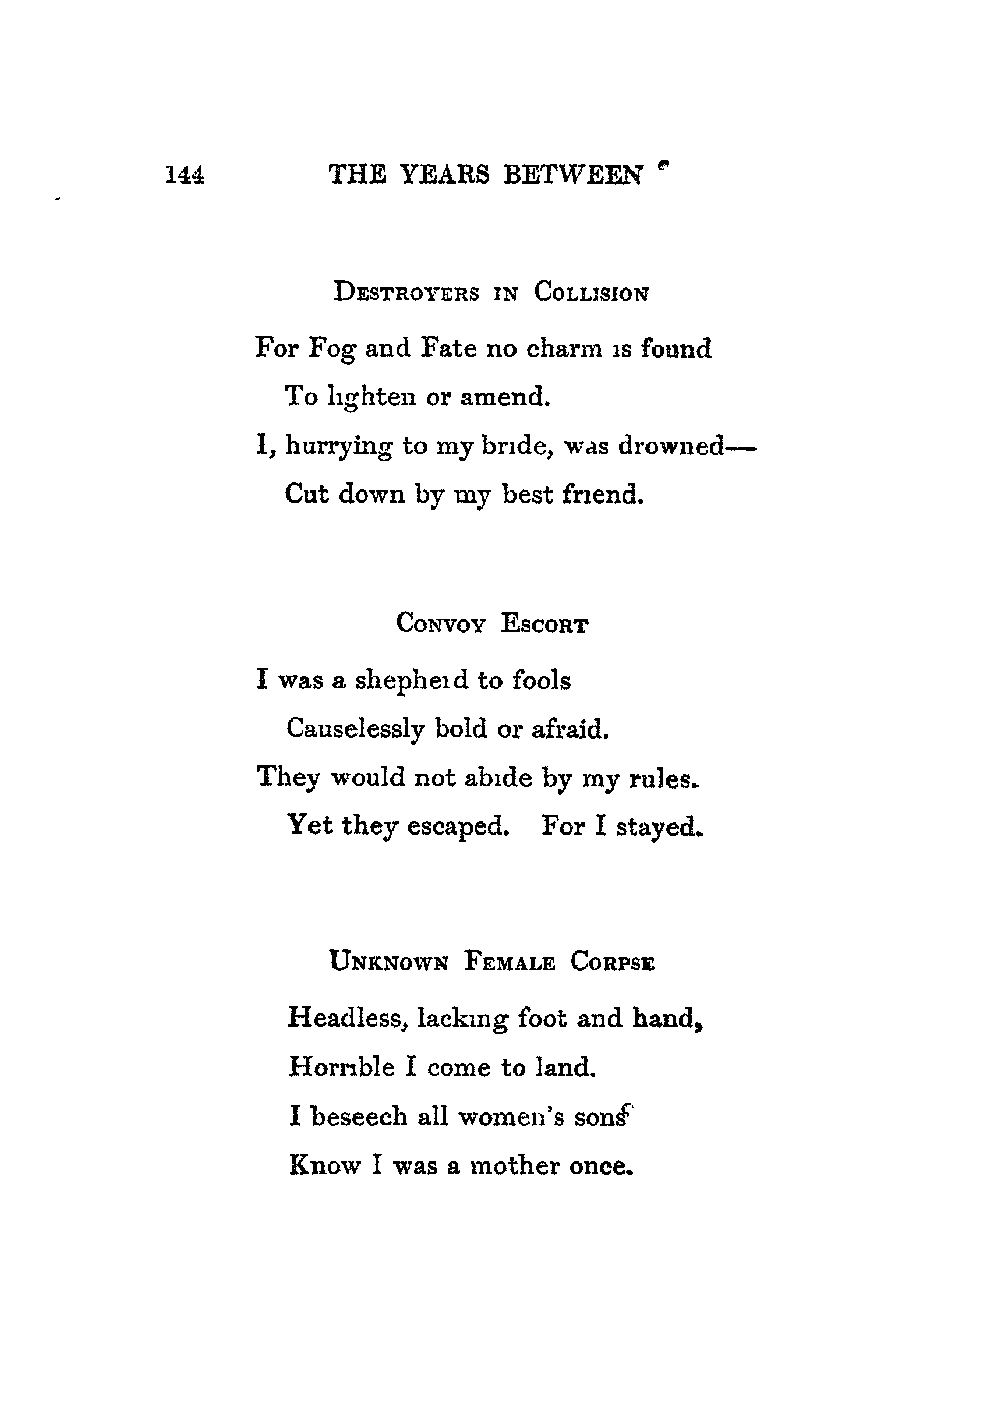 144 THE YEARS BETWEEN
DESTROYERS IN COLLISION
For Fog and Fate no charm is found
To lighten or amend.
I, hurrying to my bride, was drowned—
Cut down by my best friend.
CONVOY ESCORT
I was a shepherd to fools
Causelessly bold or afraid.
They would not abide by my rules.
Yet they escaped. For I stayed.
UNKNOWN FEMALE CORPSE
Headless, lacking foot and hand,
Horrible I come to land.
I beseech all women's sons
Know I was a mother once.